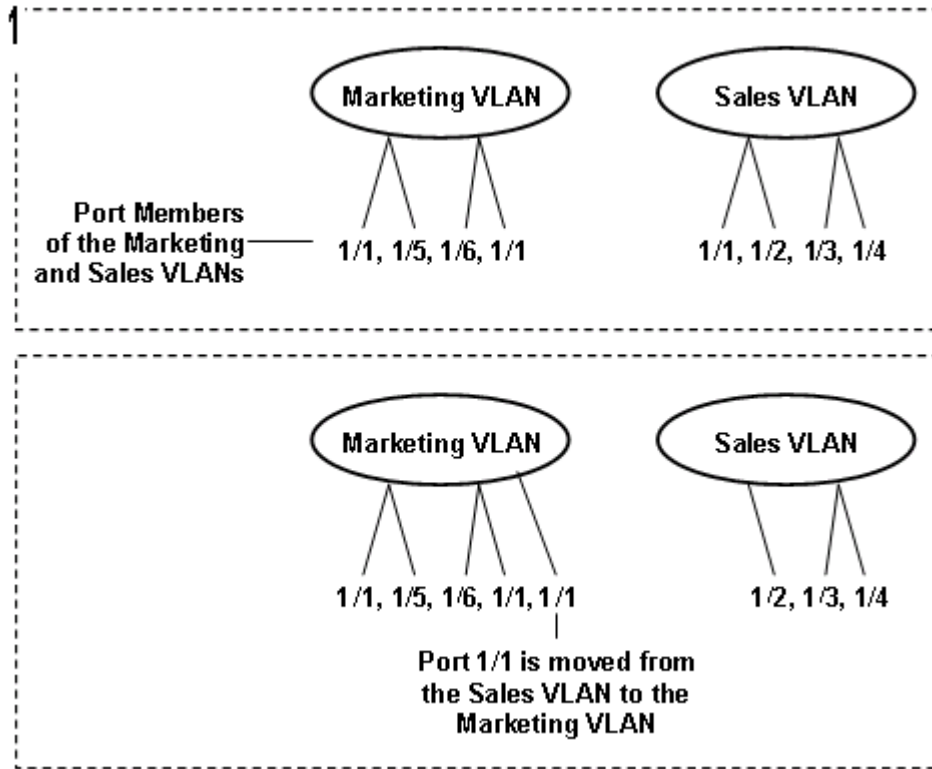 1
Marketing VLAN
Sales VLAN
Port Members
of the Marketing
and Sales VLANs
1/1, 1/5, 1/6, 1/1
1/1, 1/2, 1/3, 1/4
Marketing VLAN
Sales VLAN
1/1, 1/5, 1/6, 1/1, 1/1
1/2, 1/3, 1/4
Port 1/1 is moved from
the Sales VLAN to the
Marketing VLAN